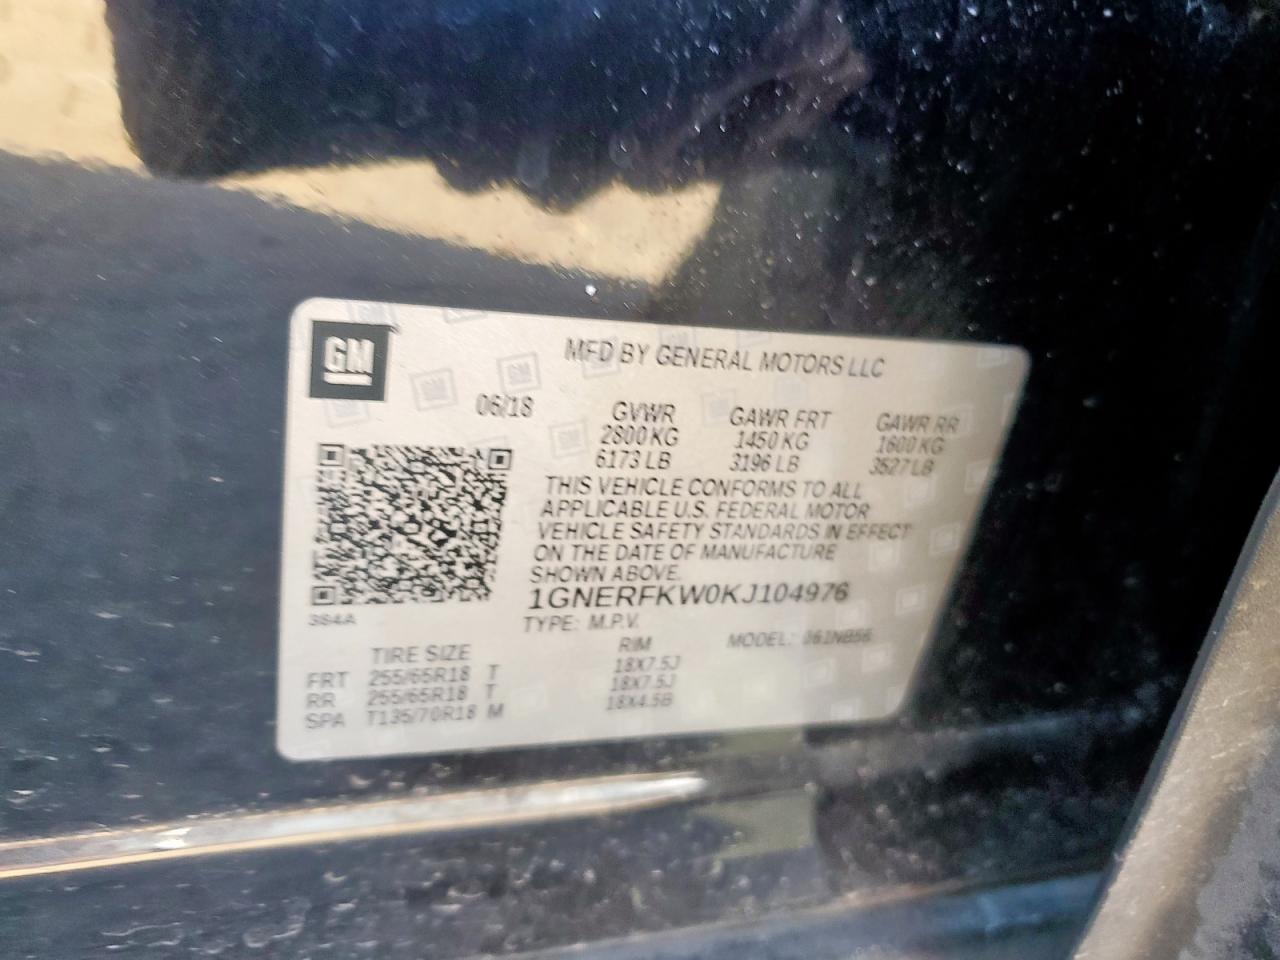 GM
MFD BY GENERAL MOTORS LLC
06/18 GVWR GAWR FRT GAWR RR
2800 KG 1450 KG 1600 KG
6173 LB 3196 LB 3527 LB
THIS VEHICLE CONFORMS TO ALL
APPLICABLE U.S. FEDERAL MOTOR
VEHICLE SAFETY STANDARDS IN EFFECT
ON THE DATE OF MANUFACTURE
SHOWN ABOVE.
1GNERFKW0KJ104976
384A
TYPE: M.P.V. MODEL: 061NB56
TIRE SIZE RIM
FRT 255/65R18 T 18X7.5J
RR 255/65R18 T 18X7.5J
SPA T135/70R18 M 18X4.5B